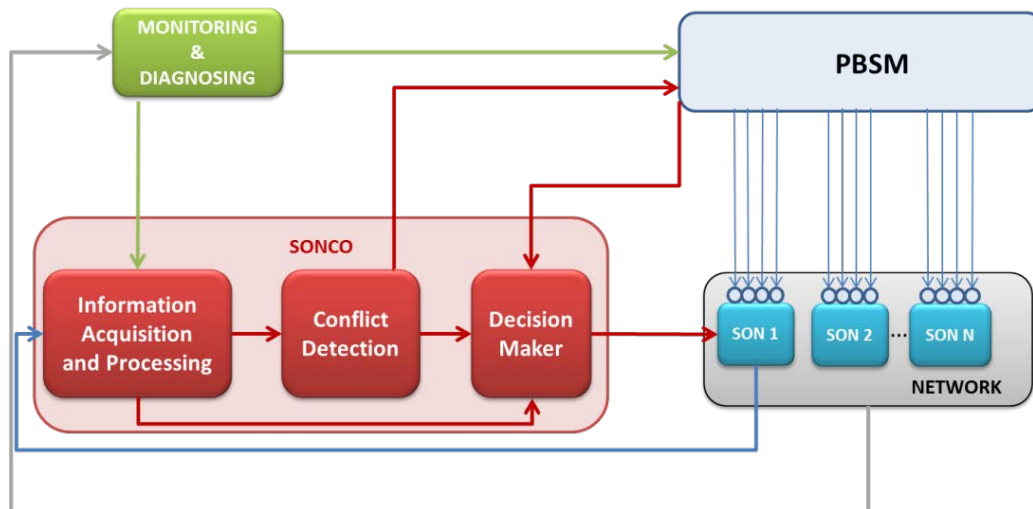 MONITORING
&
DIAGNOSING
PBSM
SONCO
Information
Acquisition
and Processing
Conflict
Detection
Decision
Maker
SON 1
SON 2
...
SON N
NETWORK